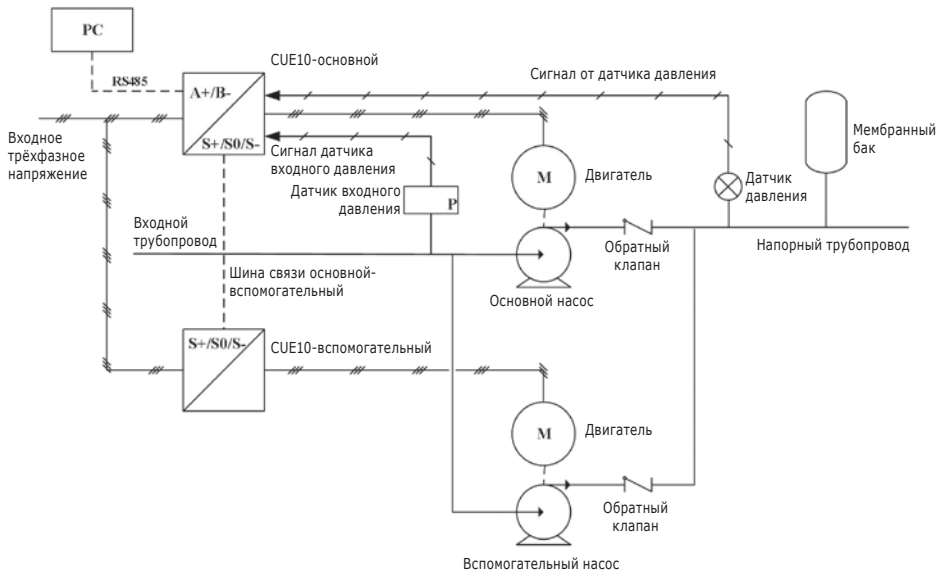 PC
RS485
CUE10-основной
A+/B-
S+/S0/S-
Сигнал от датчика давления
Входное
трёхфазное
напряжение
Сигнал датчика
входного давления
Датчик входного
давления
P
M
Двигатель
Датчик
давления
Мембранный
бак
Входной
трубопровод
Обратный
клапан
Напорный трубопровод
Шина связи основной-
вспомогательный
Основной насос
S+/S0/S-
CUE10-вспомогательный
M
Двигатель
Обратный
клапан
Вспомогательный насос